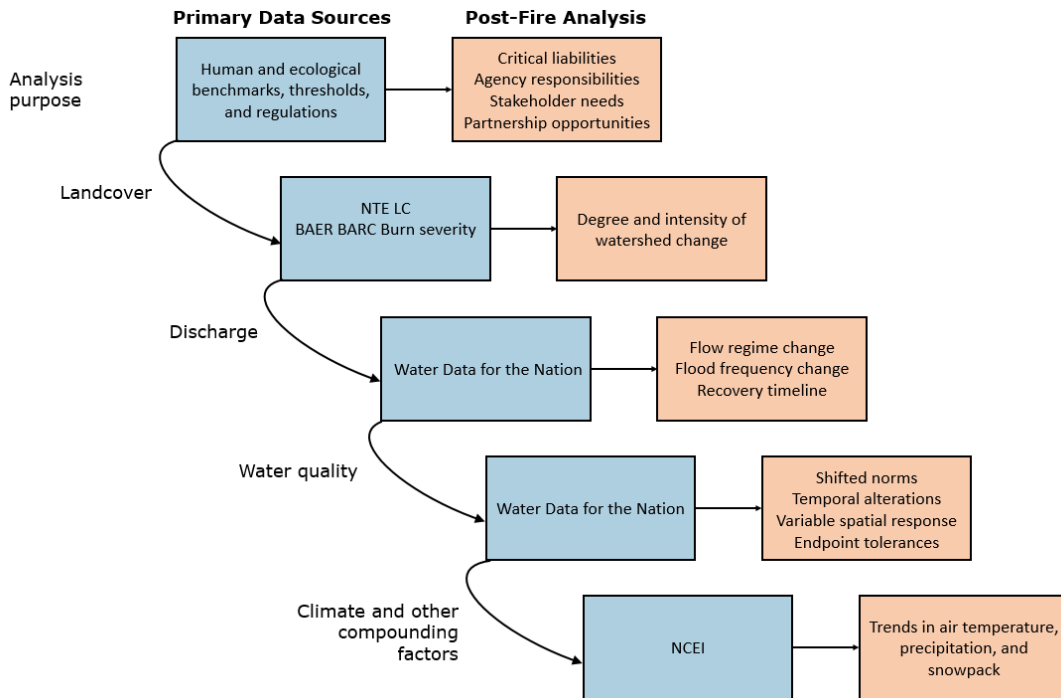 Primary Data Sources
Post-Fire Analysis
Analysis
purpose
Human and ecological
benchmarks, thresholds,
and regulations
Critical liabilities
Agency responsibilities
Stakeholder needs
Partnership opportunities
Landcover
NTE LC
BAER BARC Burn severity
Degree and intensity of
watershed change
Discharge
Water Data for the Nation
Flow regime change
Flood frequency change
Recovery timeline
Water quality
Water Data for the Nation
Shifted norms
Temporal alterations
Variable spatial response
Endpoint tolerances
Climate and other
compounding
factors
NCEI
Trends in air temperature,
precipitation, and
snowpack